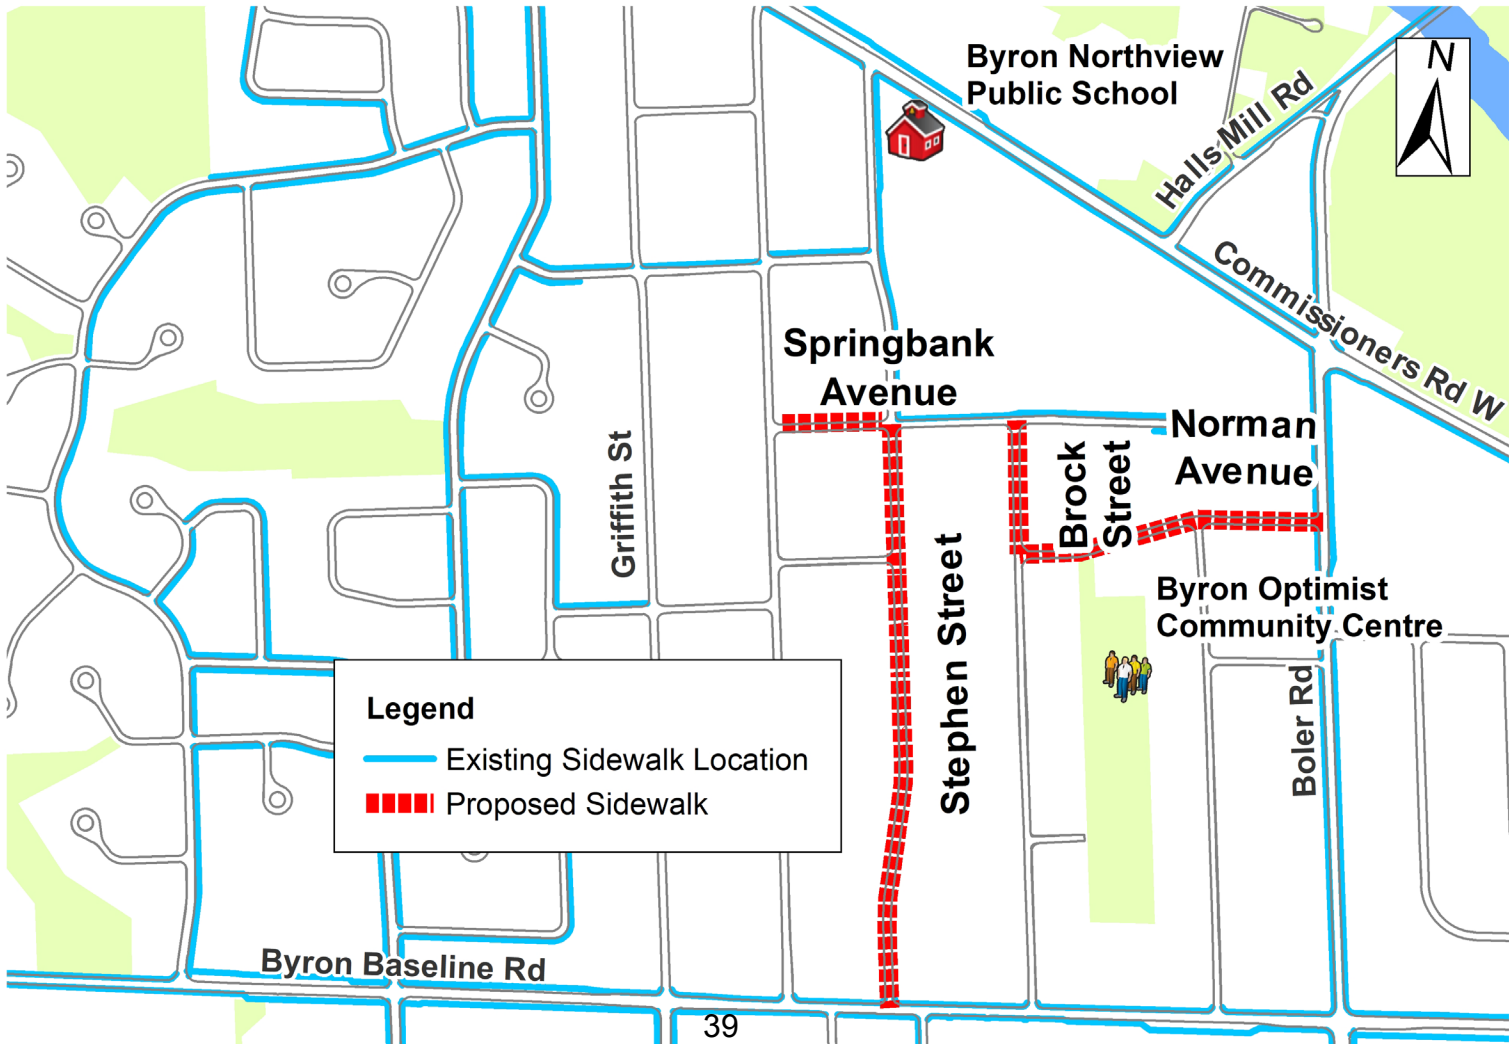 Byron Northview
Public School
N
Halls Mill Rd
Commissioners Rd W
Springbank
Avenue
Norman
Avenue
Brock
Street
Griffith St
Stephen Street
Byron Optimist
Community Centre
Boler Rd
Legend
Existing Sidewalk Location
Proposed Sidewalk
Byron Baseline Rd
39